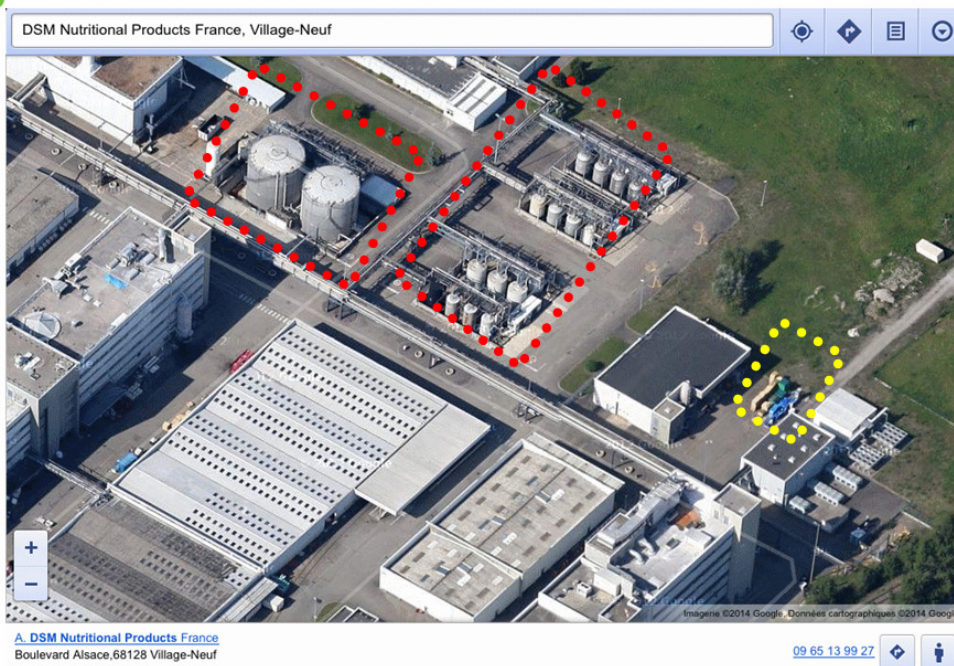 DSM Nutritional Products France, Village-Neuf
+
−
Imagerie ©2014 Google, Données cartographiques ©2014 Google
A. DSM Nutritional Products France
Boulevard Alsace,68128 Village-Neuf
09 65 13 99 27